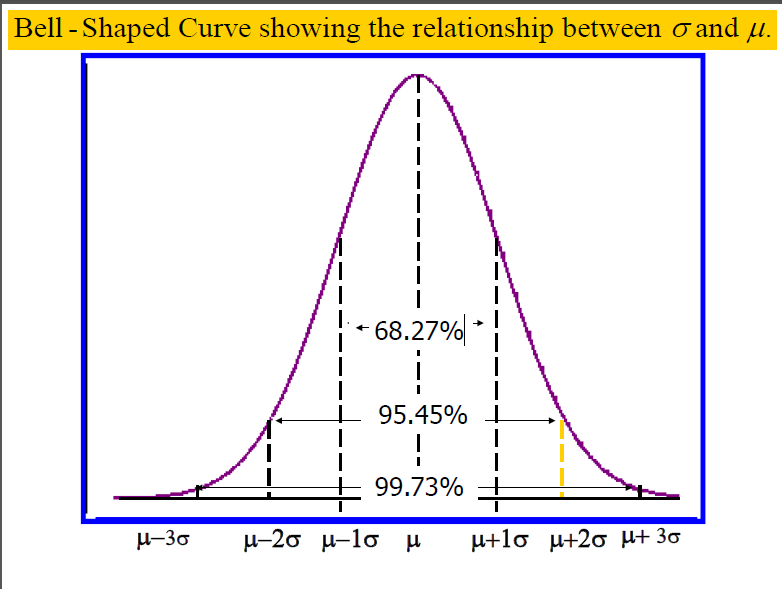 Bell - Shaped Curve showing the relationship between σ and μ.
68.27%
95.45%
99.73%
μ–3σ μ–2σ μ–1σ μ μ+1σ μ+2σ μ+ 3σ